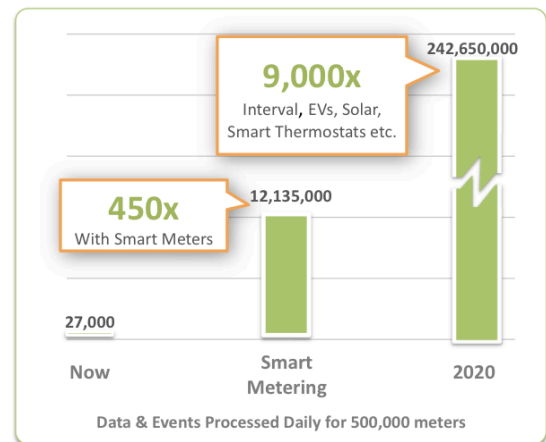 242,650,000
9,000x
Interval, EVs, Solar,
Smart Thermostats etc.
12,135,000
450x
With Smart Meters
27,000
Now
Smart
Metering
2020
Data & Events Processed Daily for 500,000 meters